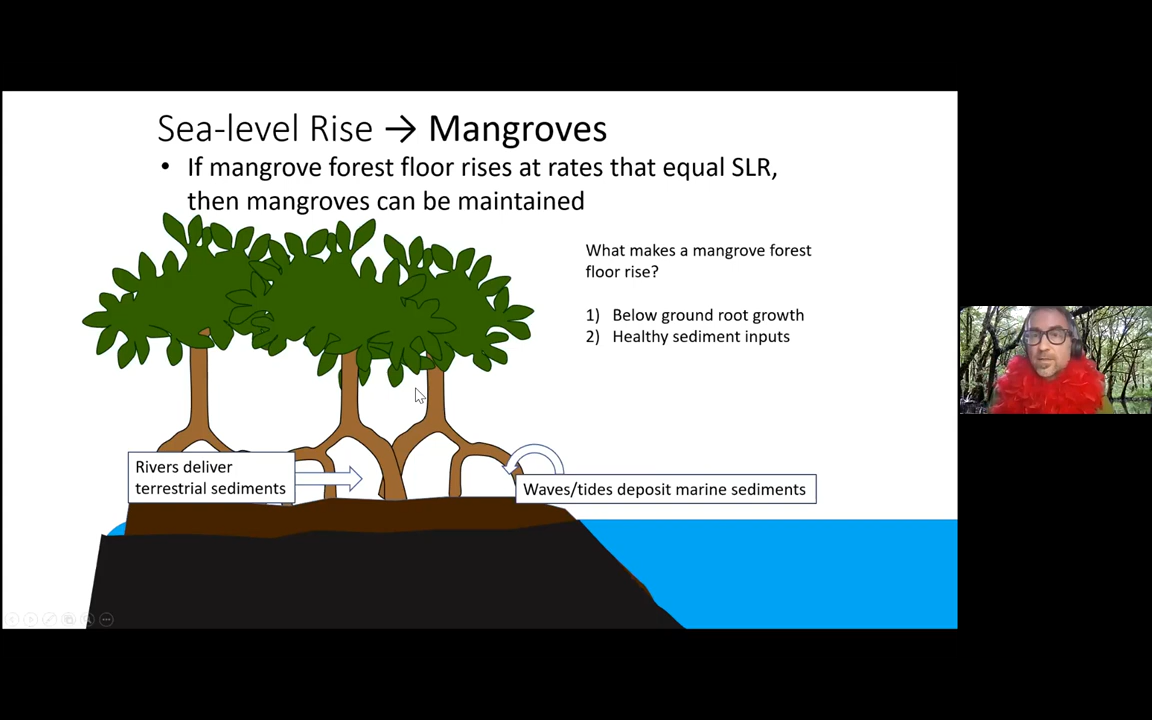 Sea-level Rise → Mangroves
• If mangrove forest floor rises at rates that equal SLR,
then mangroves can be maintained
What makes a mangrove forest
floor rise?
1) Below ground root growth
2) Healthy sediment inputs
Rivers deliver
terrestrial sediments
Waves/tides deposit marine sediments